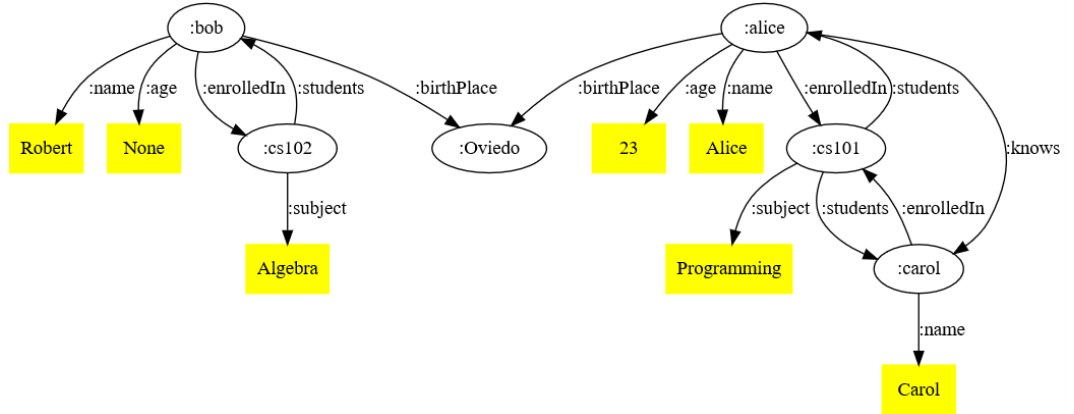 :bob :alice
:name :age :enrolledIn :students :birthPlace :birthPlace :age :name :enrolledIn :students
Robert None :cs102 :Oviedo 23 Alice :cs101 :knows
:subject :subject :students :enrolledIn
Algebra Programming :carol
:name
Carol